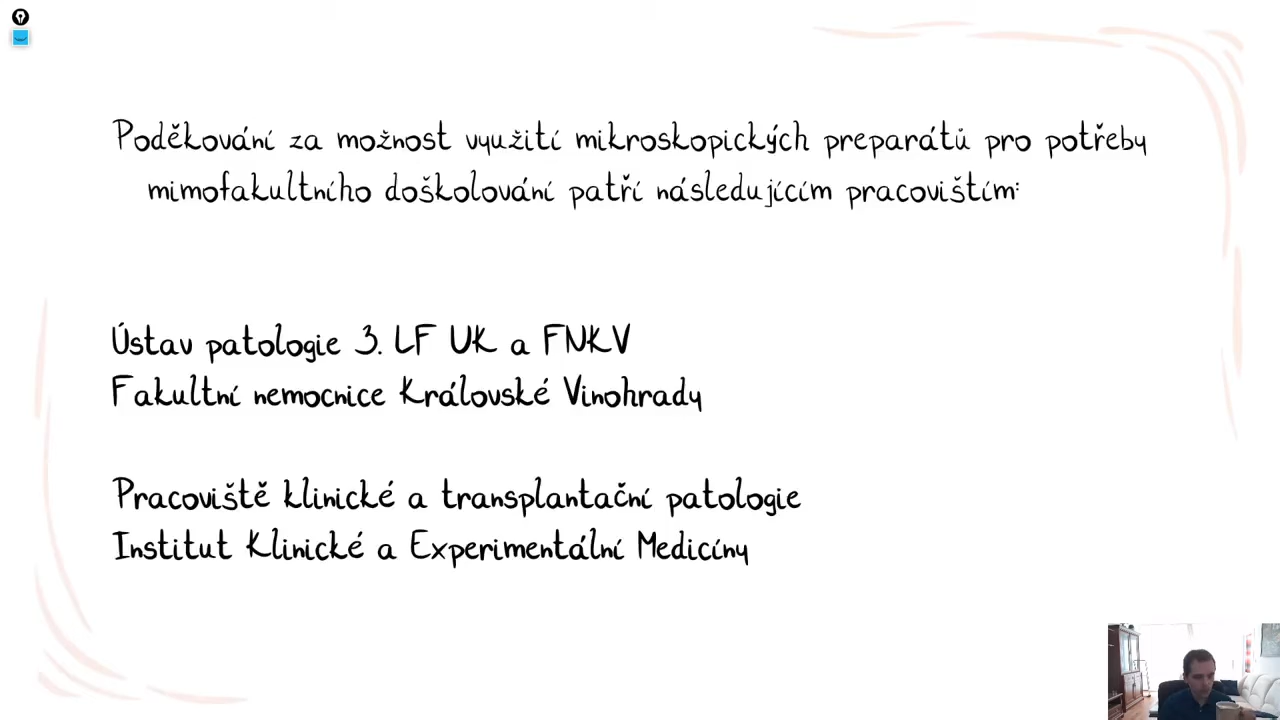 Poděkování za možnost využití mikroskopických preparátů pro potřeby
mimofakultního doškolování patří následujícím pracovištím:
Ústav patologie 3. LF UK a FNKV
Fakultní nemocnice Královské Vinohrady
Pracoviště klinické a transplantační patologie
Institut Klinické a Experimentální Medicíny